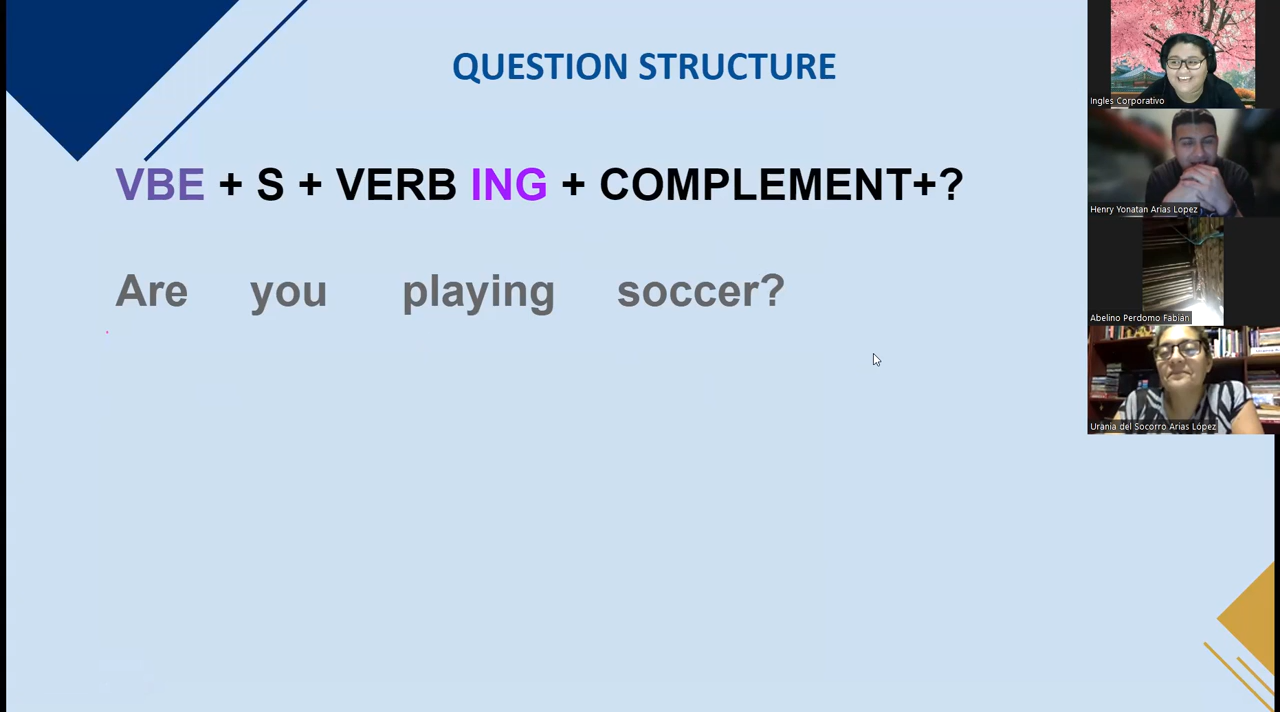 QUESTION STRUCTURE
VBE + S + VERB ING + COMPLEMENT+?
Are you playing soccer?
Ingles Corporativo
Henry Yonatan Arias Lopez
Abelino Perdomo Fabián
Urania del Socorro Arias López